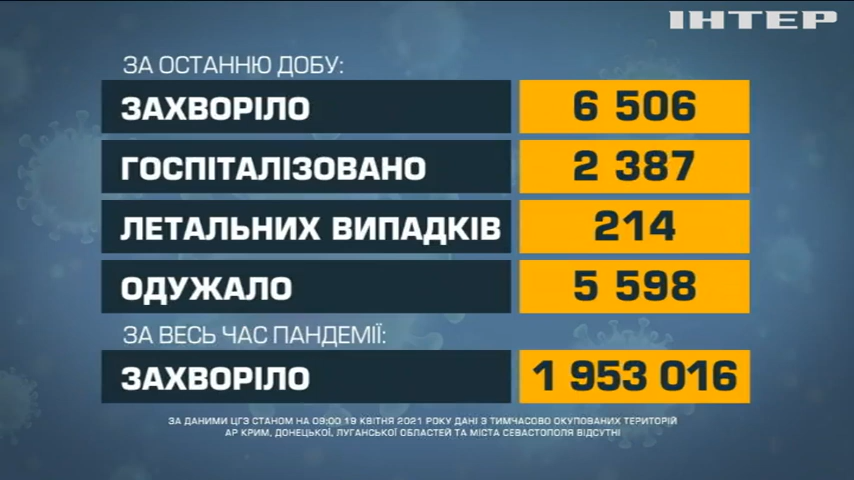 ІНТЕР
ЗА ОСТАННЮ ДОБУ:
ЗАХВОРІЛО 6 506
ГОСПІТАЛІЗОВАНО 2 387
ЛЕТАЛЬНИХ ВИПАДКІВ 214
ОДУЖАЛО 5 598
ЗА ВЕСЬ ЧАС ПАНДЕМІЇ:
ЗАХВОРІЛО 1 953 016
ЗА ДАНИМИ ЦГЗ СТАНОМ НА 09:00 19 КВІТНЯ 2021 РОКУ ДАНІ З ТИМЧАСОВО ОКУПОВАНИХ ТЕРИТОРІЙ
АР КРИМ, ДОНЕЦЬКОЇ, ЛУГАНСЬКОЇ ОБЛАСТЕЙ ТА МІСТА СЕВАСТОПОЛЯ ВІДСУТНІ